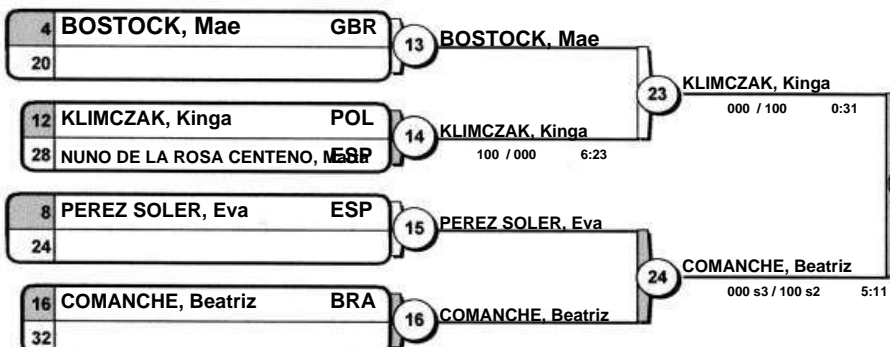 4 BOSTOCK, Mae GBR
20
13 BOSTOCK, Mae
12 KLIMCZAK, Kinga POL
28 NUNO DE LA ROSA CENTENO, ESP
14 KLIMCZAK, Kinga
100 / 000 6:23
23 KLIMCZAK, Kinga
000 / 100 0:31
8 PEREZ SOLER, Eva ESP
24
15 PEREZ SOLER, Eva
16 COMANCHE, Beatriz BRA
32
16 COMANCHE, Beatriz
24 COMANCHE, Beatriz
000 s3 / 100 s2 5:11